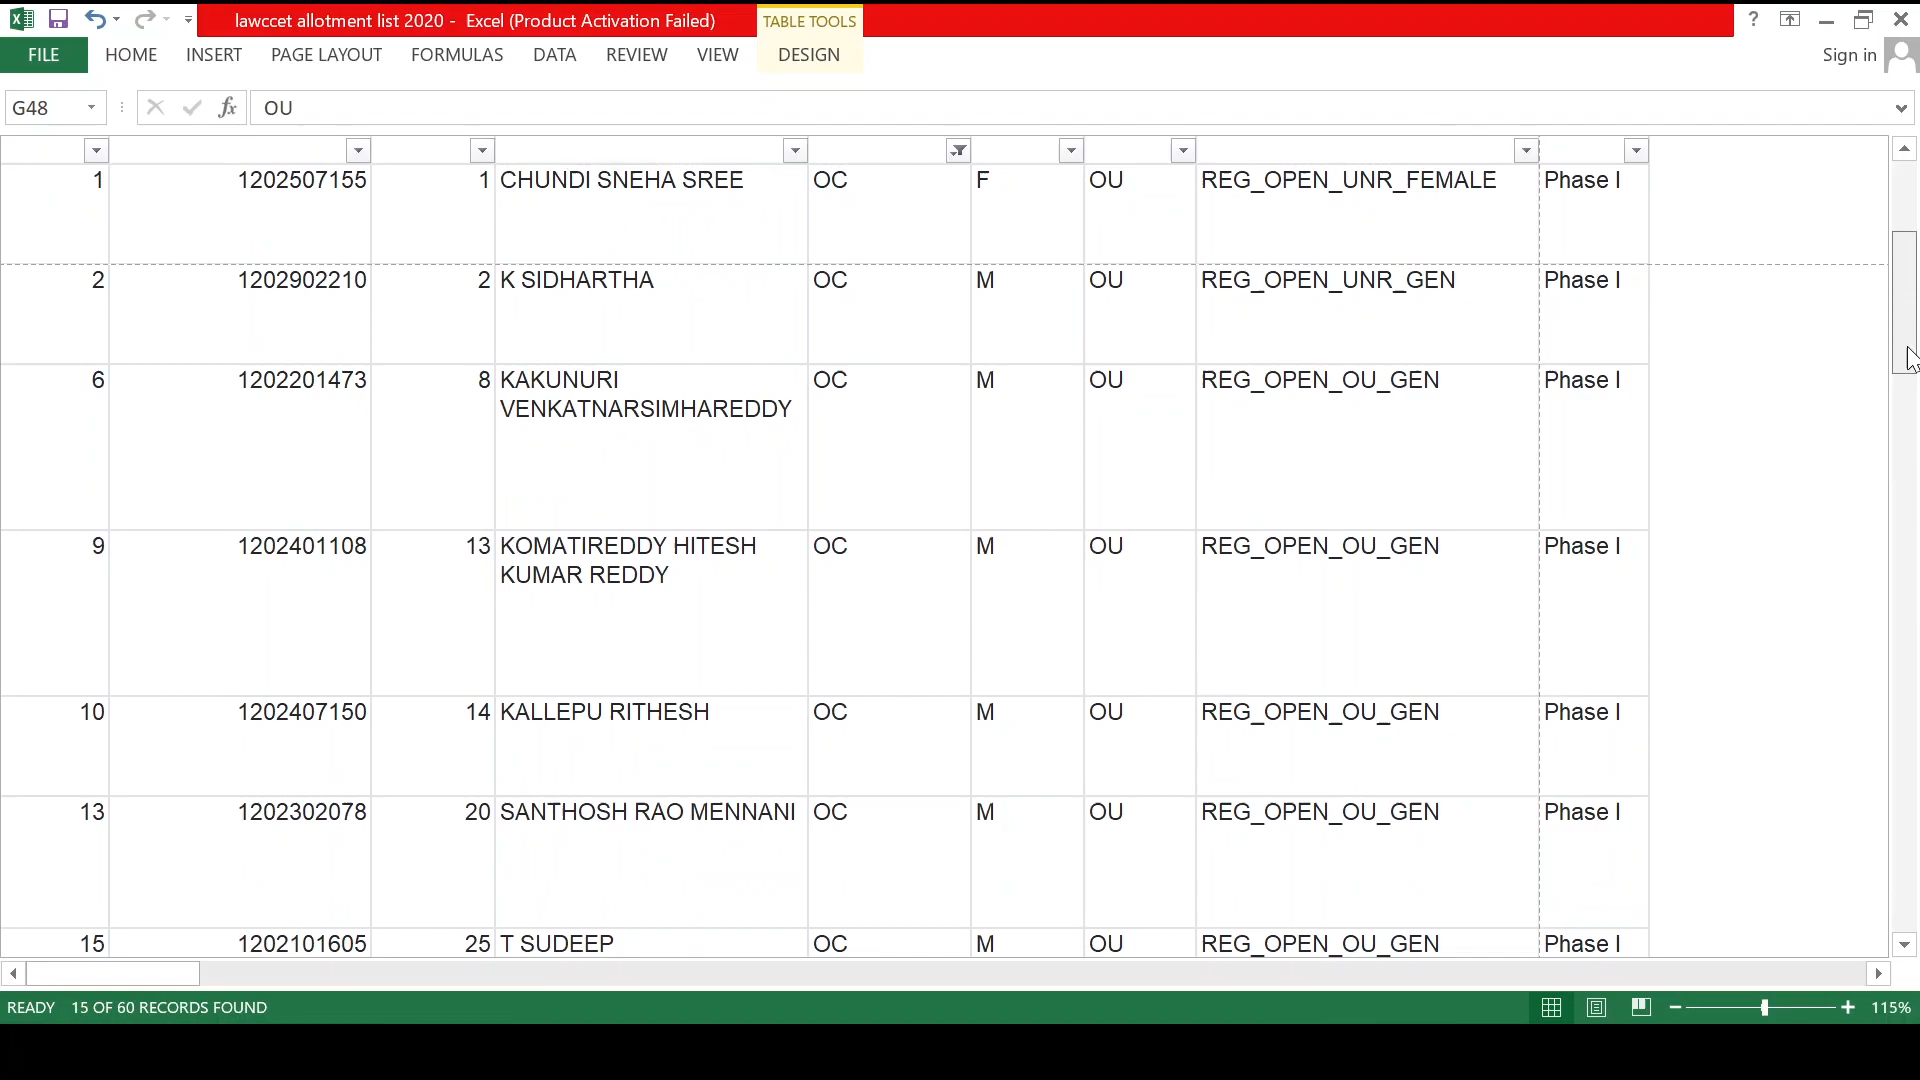 lawccet allotment list 2020 - Excel (Product Activation Failed)
TABLE TOOLS
?
FILE HOME INSERT PAGE LAYOUT FORMULAS DATA REVIEW VIEW DESIGN Sign in
G48 fx OU
1 1202507155 1 CHUNDI SNEHA SREE OC F OU REG_OPEN_UNR_FEMALE Phase I
2 1202902210 2 K SIDHARTHA OC M OU REG_OPEN_UNR_GEN Phase I
6 1202201473 8 KAKUNURI OC M OU REG_OPEN_OU_GEN Phase I
VENKATNARSIMHAREDDY
9 1202401108 13 KOMATIREDDY HITESH OC M OU REG_OPEN_OU_GEN Phase I
KUMAR REDDY
10 1202407150 14 KALLEPU RITHESH OC M OU REG_OPEN_OU_GEN Phase I
13 1202302078 20 SANTHOSH RAO MENNANI OC M OU REG_OPEN_OU_GEN Phase I
15 1202101605 25 T SUDEEP OC M OU REG_OPEN_OU_GEN Phase I
READY 15 OF 60 RECORDS FOUND 115%